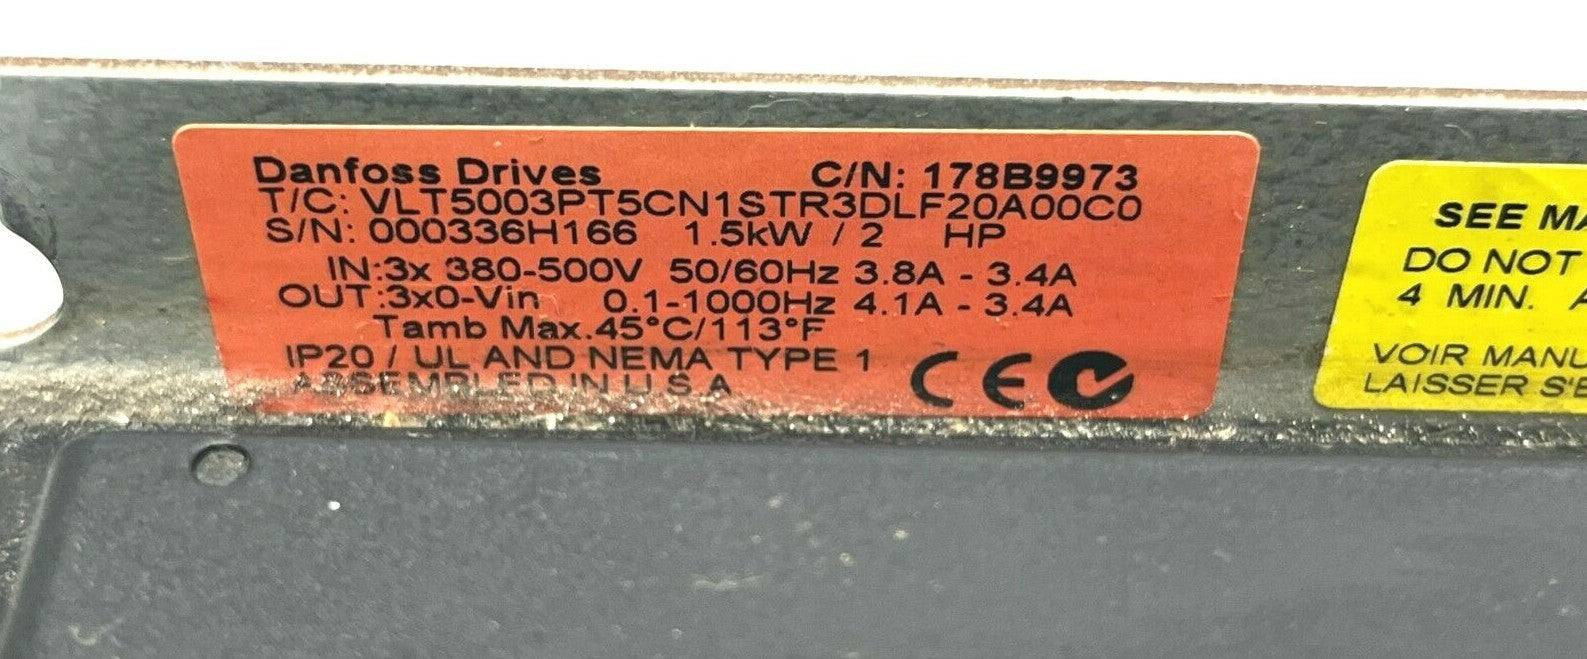 Danfoss Drives C/N: 178B9973
T/C: VLT5003PT5CN1STR3DLF20A00C0
S/N: 000336H166 1.5kW / 2 HP
IN:3x 380-500V 50/60Hz 3.8A - 3.4A
OUT:3x0-Vin 0.1-1000Hz 4.1A - 3.4A
Tamb Max.45°C/113°F
IP20 / UL AND NEMA TYPE 1
ASSEMBLED IN U.S.A
CE
SEE
DO NOT
4 MIN.
VOIR
LAISSER